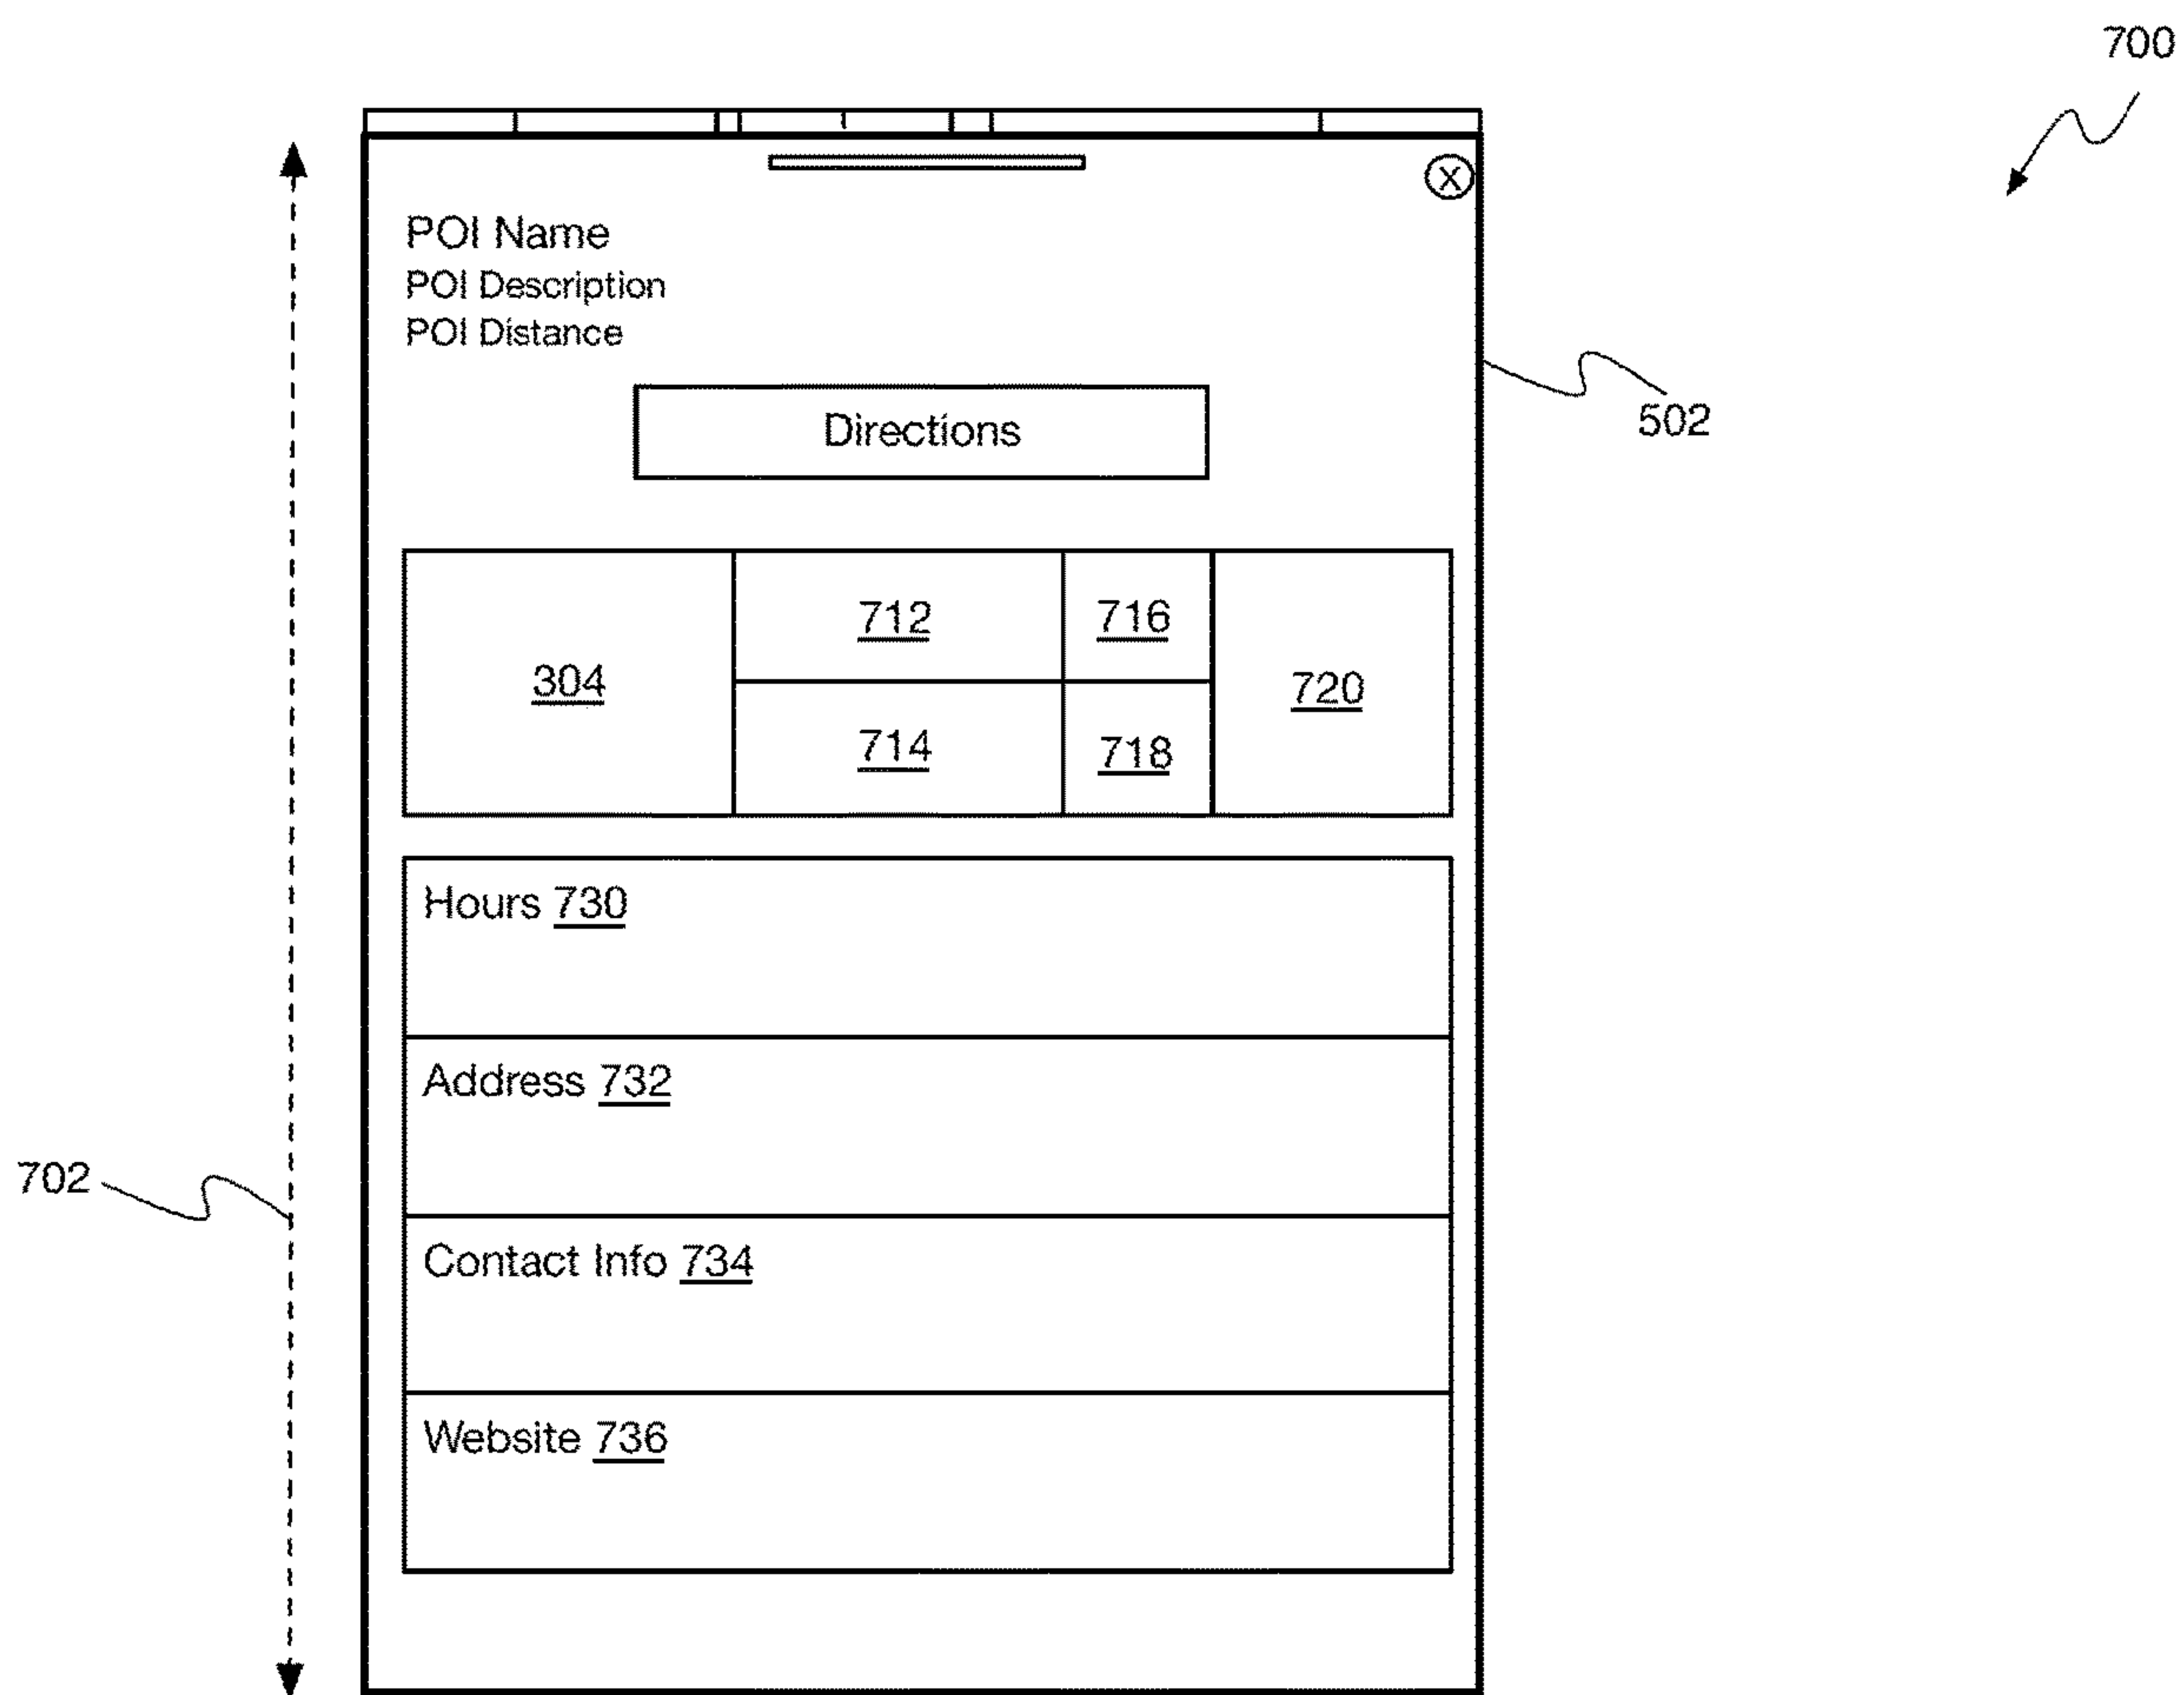 700
X
POI Name
POI Description
POI Distance
502
Directions
304
712
716
720
714
718
Hours 730
Address 732
702
Contact Info 734
Website 736